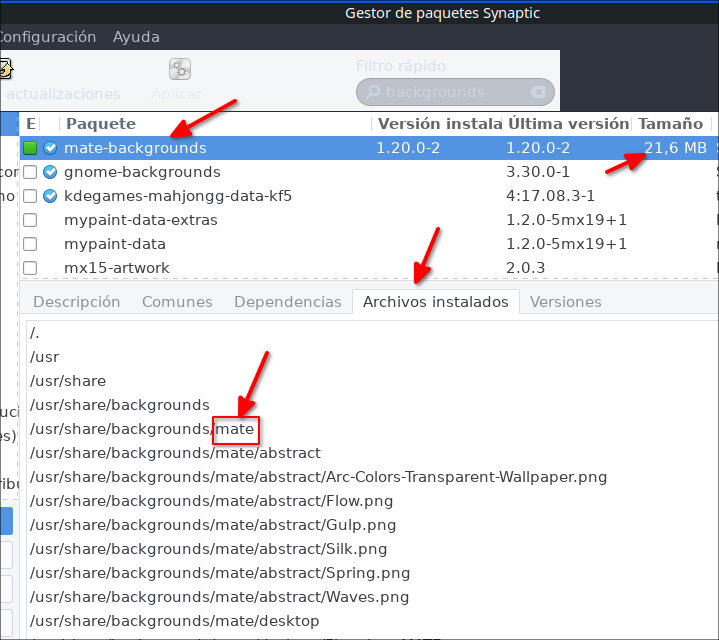 Gestor de paquetes Synaptic
Configuración Ayuda
Filtro rápido
actualizaciones Aplicar backgrounds
E Paquete Versión instala Última versión Tamaño
mate-backgrounds 1.20.0-2 1.20.0-2 21,6 MB
gnome-backgrounds 3.30.0-1
kdegames-mahjongg-data-kf5 4:17.08.3-1
mypaint-data-extras 1.2.0-5mx19+1
mypaint-data 1.2.0-5mx19+1
mx15-artwork 2.0.3
Descripción Comunes Dependencias Archivos instalados Versiones
/.
/usr
/usr/share
/usr/share/backgrounds
/usr/share/backgrounds/mate
/usr/share/backgrounds/mate/abstract
/usr/share/backgrounds/mate/abstract/Arc-Colors-Transparent-Wallpaper.png
/usr/share/backgrounds/mate/abstract/Flow.png
/usr/share/backgrounds/mate/abstract/Gulp.png
/usr/share/backgrounds/mate/abstract/Silk.png
/usr/share/backgrounds/mate/abstract/Spring.png
/usr/share/backgrounds/mate/abstract/Waves.png
/usr/share/backgrounds/mate/desktop